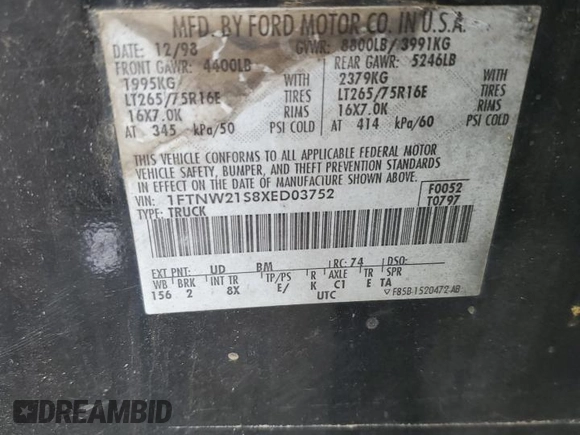 MFD. BY FORD MOTOR CO. IN U.S.A.
DATE: 12/98 GVWR: 8800LB/3991KG
FRONT GAWR: 4400LB REAR GAWR: 5246LB
1995KG WITH 2379KG WITH
LT265/75R16E TIRES LT265/75R16E TIRES
16X7.0K RIMS 16X7.0K RIMS
AT 345 kPa/50 PSI COLD AT 414 kPa/60 PSI COLD
THIS VEHICLE CONFORMS TO ALL APPLICABLE FEDERAL MOTOR
VEHICLE SAFETY, BUMPER, AND THEFT PREVENTION STANDARDS
IN EFFECT ON THE DATE OF MANUFACTURE SHOWN ABOVE.
VIN: 1FTNW21S8XED03752 F0052
TYPE: TRUCK T0797
EXT PNT: UD BM RC: 74 DSO:
WB BRK INT TR TP/PS R AXLE TR SPR
156 2 8X E/ K C1 E TA
UTC ▽ F85B-1520472-AB
DREAMBID